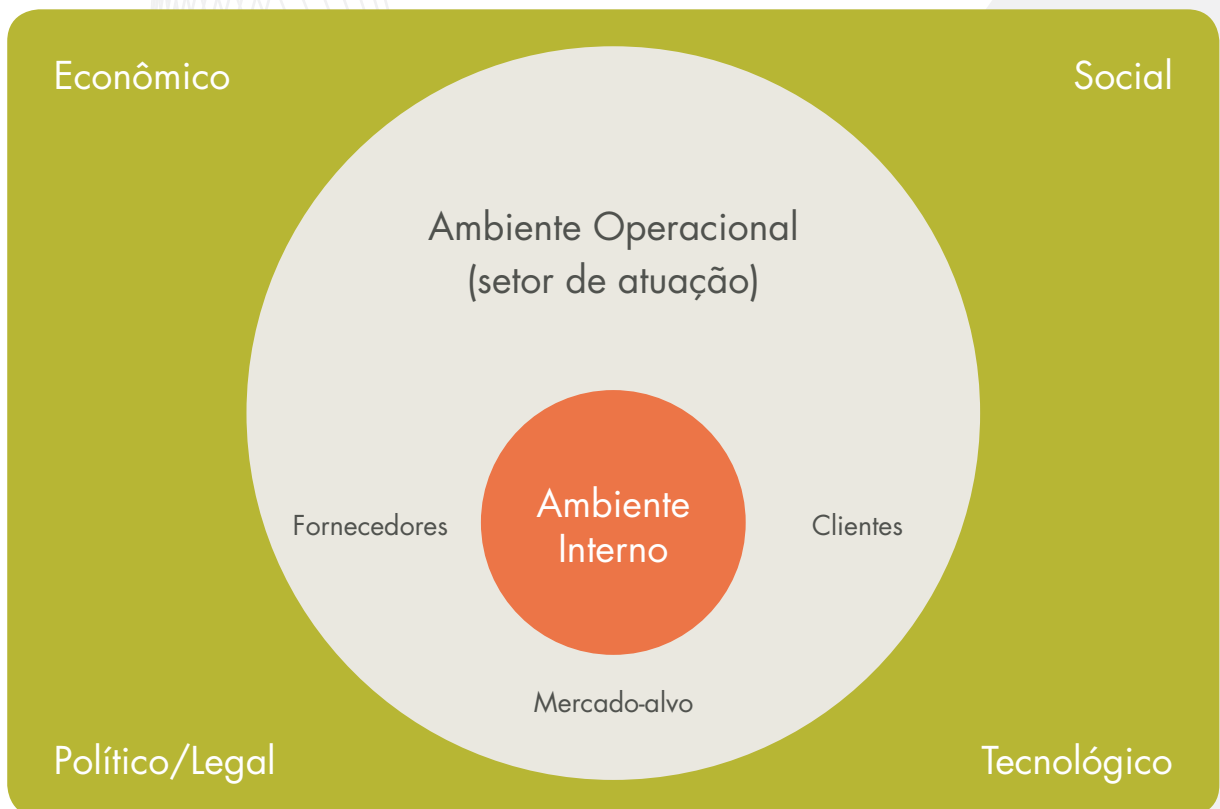 Econômico
Social
Ambiente Operacional
(setor de atuação)
Fornecedores
Ambiente
Interno
Clientes
Mercado-alvo
Político/Legal
Tecnológico